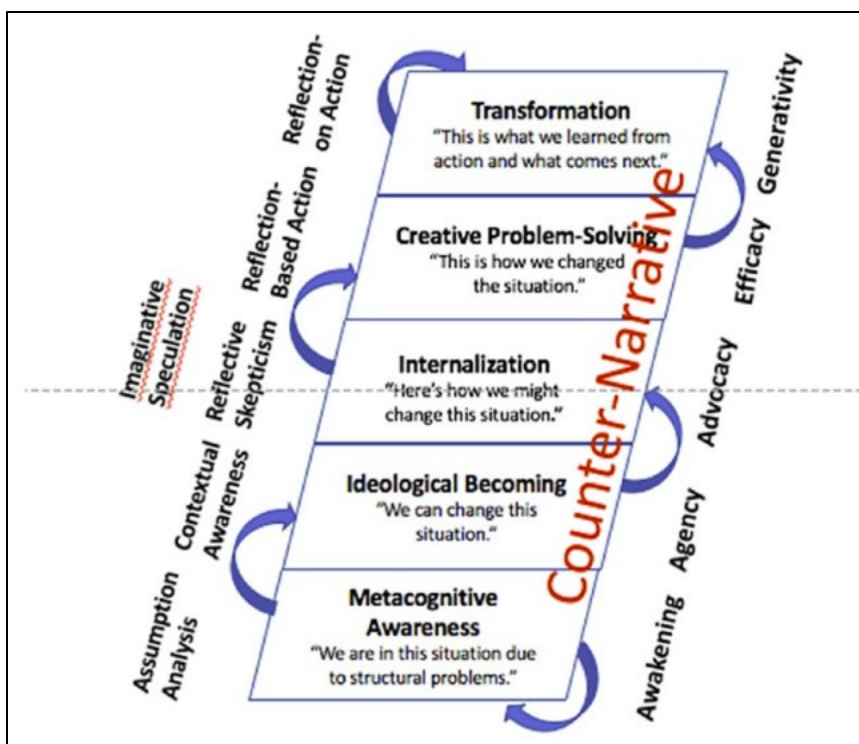 Transformation
“This is what we learned from
action and what comes next.“
Creative Problem-Solving
“This is how we changed
the situation.“
Internalization
“Here’s how we might
change this situation.“
Ideological Becoming
“We can change this
situation.“
Metacognitive
Awareness
“We are in this situation due
to structural problems.“
Counter-Narrative
Reflection-
on Action
Reflection-
Based Action
Imaginative
Speculation
Reflective
Skepticism
Contextual
Awareness
Assumption
Analysis
Generativity
Efficacy
Advocacy
Agency
Awakening